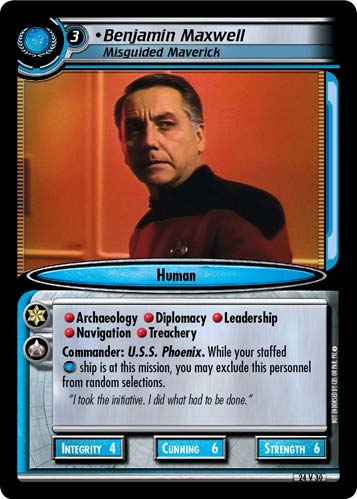 3
•Benjamin Maxwell
Misguided Maverick
Human
Archaeology Diplomacy Leadership
Navigation Treachery
Commander: U.S.S. Phoenix. While your staffed
ship is at this mission, you may exclude this personnel
from random selections.
"I took the initiative. I did what had to be done."
Integrity 4 Cunning 6 Strength 6
24 V 30